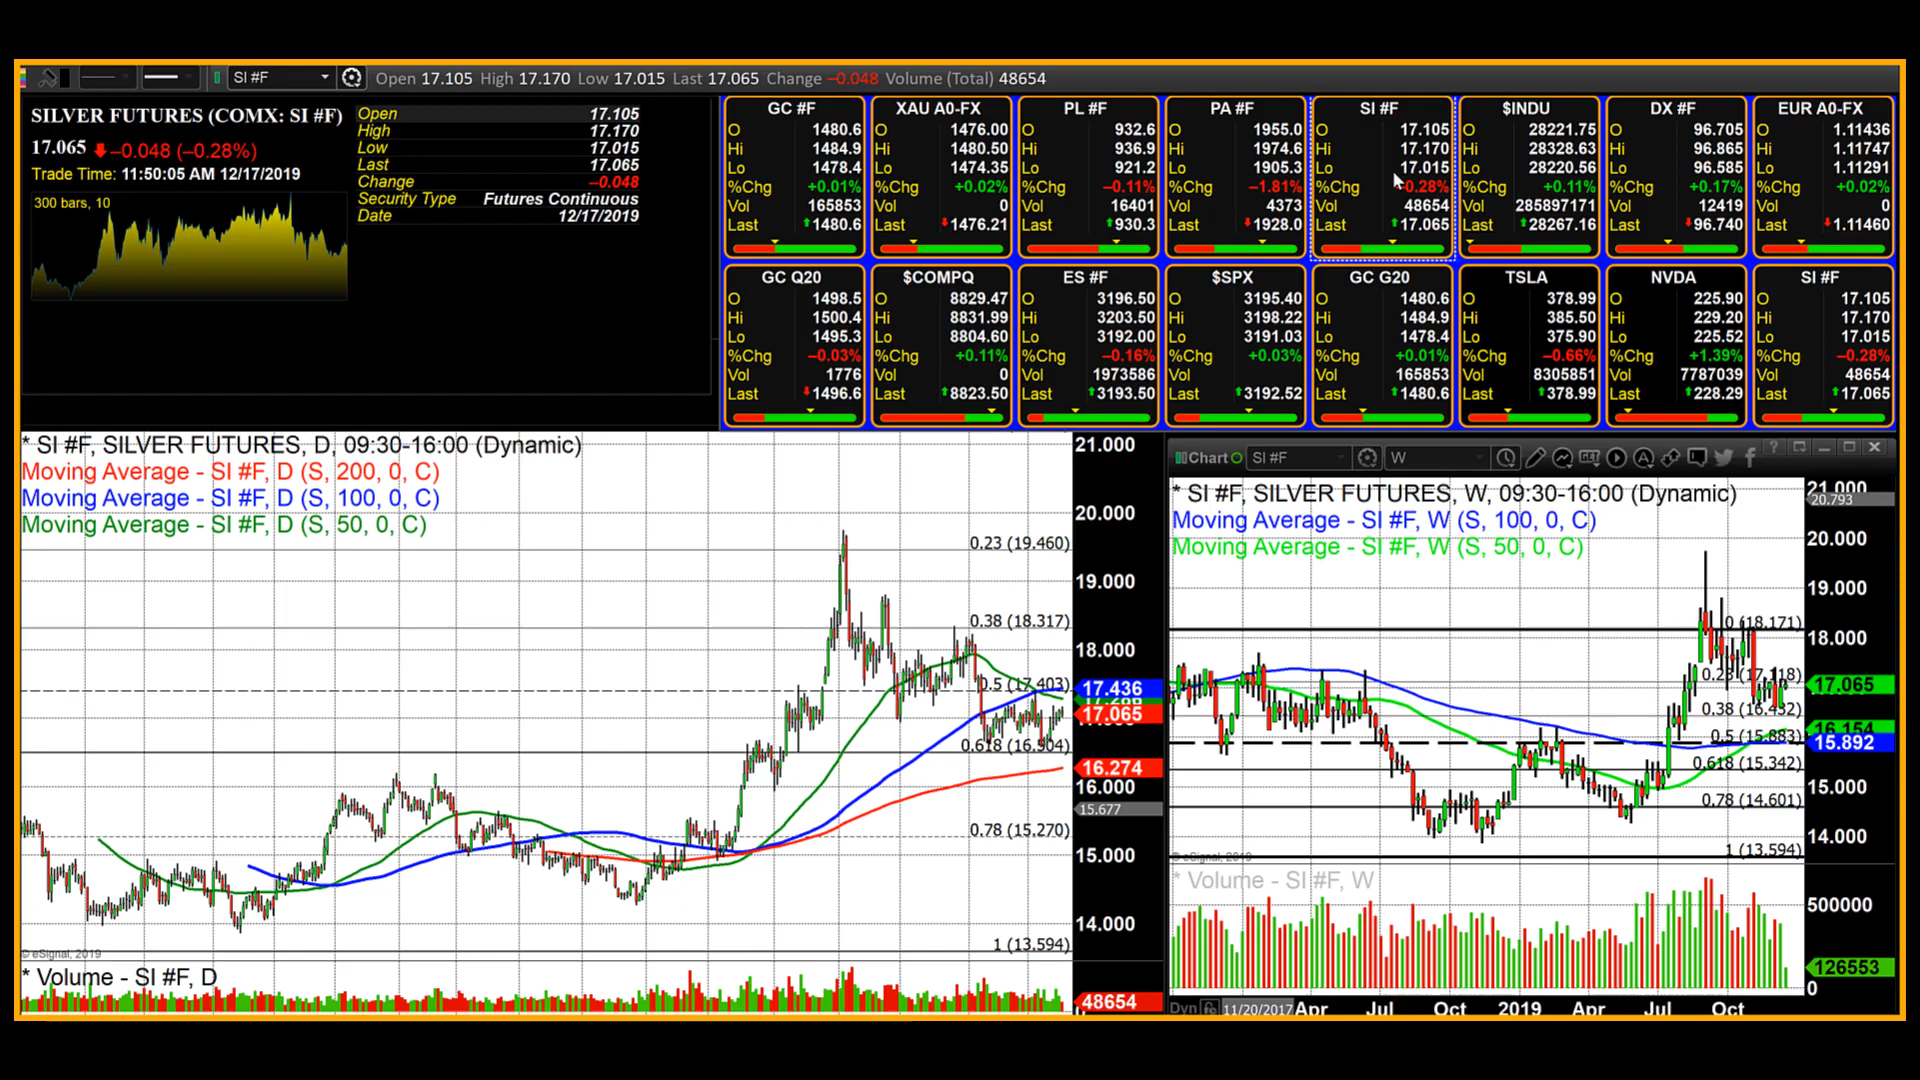 SI #F Open 17.105 High 17.170 Low 17.015 Last 17.065 Change −0.048 Volume (Total) 48654
SILVER FUTURES (COMX: SI #F)
17.065 −0.048 (−0.28%)
Trade Time: 11:50:05 AM 12/17/2019
300 bars, 10
Open 17.105
High 17.170
Low 17.015
Last 17.065
Change −0.048
Security Type Futures Continuous
Date 12/17/2019
GC #F
O 1480.6
Hi 1484.9
Lo 1478.4
%Chg +0.01%
Vol 165853
Last 1480.6
XAU A0-FX
O 1476.00
Hi 1480.50
Lo 1474.35
%Chg +0.02%
Vol 0
Last 1476.21
PL #F
O 932.6
Hi 936.9
Lo 921.2
%Chg −0.11%
Vol 16401
Last 930.3
PA #F
O 1955.0
Hi 1974.6
Lo 1905.3
%Chg −1.81%
Vol 4373
Last 1928.0
SI #F
O 17.105
Hi 17.170
Lo 17.015
%Chg −0.28%
Vol 48654
Last 17.065
$INDU
O 28221.75
Hi 28328.63
Lo 28220.56
%Chg +0.11%
Vol 285897171
Last 28267.16
DX #F
O 96.705
Hi 96.865
Lo 96.585
%Chg +0.17%
Vol 12419
Last 96.740
EUR A0-FX
O 1.11436
Hi 1.11747
Lo 1.11291
%Chg +0.02%
Vol 0
Last 1.11460
GC Q20
O 1498.5
Hi 1500.4
Lo 1495.3
%Chg −0.03%
Vol 1776
Last 1496.6
$COMPQ
O 8829.47
Hi 8831.99
Lo 8804.60
%Chg +0.11%
Vol 0
Last 8823.50
ES #F
O 3196.50
Hi 3203.50
Lo 3192.00
%Chg −0.16%
Vol 1973586
Last 3193.50
$SPX
O 3195.40
Hi 3198.22
Lo 3191.03
%Chg +0.03%
Vol
Last 3192.52
GC G20
O 1480.6
Hi 1484.9
Lo 1478.4
%Chg +0.01%
Vol 165853
Last 1480.6
TSLA
O 378.99
Hi 385.50
Lo 375.90
%Chg −0.66%
Vol 8305851
Last 378.99
NVDA
O 225.90
Hi 229.20
Lo 225.52
%Chg +1.39%
Vol 7787039
Last 228.29
SI #F
O 17.105
Hi 17.170
Lo 17.015
%Chg −0.28%
Vol 48654
Last 17.065
* SI #F, SILVER FUTURES, D, 09:30-16:00 (Dynamic)
Moving Average - SI #F, D (S, 200, 0, C)
Moving Average - SI #F, D (S, 100, 0, C)
Moving Average - SI #F, D (S, 50, 0, C)
0.23 (19.460)
0.38 (18.317)
0.5 (17.403)
0.618 (16.504)
0.78 (15.270)
1 (13.594)
21.000
20.000
19.000
18.000
17.436
17.065
16.274
16.000
15.677
15.000
14.000
© eSignal, 2019
* Volume - SI #F, D
48654
Chart SI #F W
* SI #F, SILVER FUTURES, W, 09:30-16:00 (Dynamic)
Moving Average - SI #F, W (S, 100, 0, C)
Moving Average - SI #F, W (S, 50, 0, C)
0 (18.171)
0.23 (17.118)
0.38 (16.432)
0.5 (15.883)
0.618 (15.342)
0.78 (14.601)
1 (13.594)
21.000
20.793
20.000
19.000
18.000
17.065
16.154
15.892
15.000
14.000
© eSignal, 2019
* Volume - SI #F, W
500000
126553
0
Dyn 11/20/2017 Apr Jul Oct 2019 Apr Jul Oct